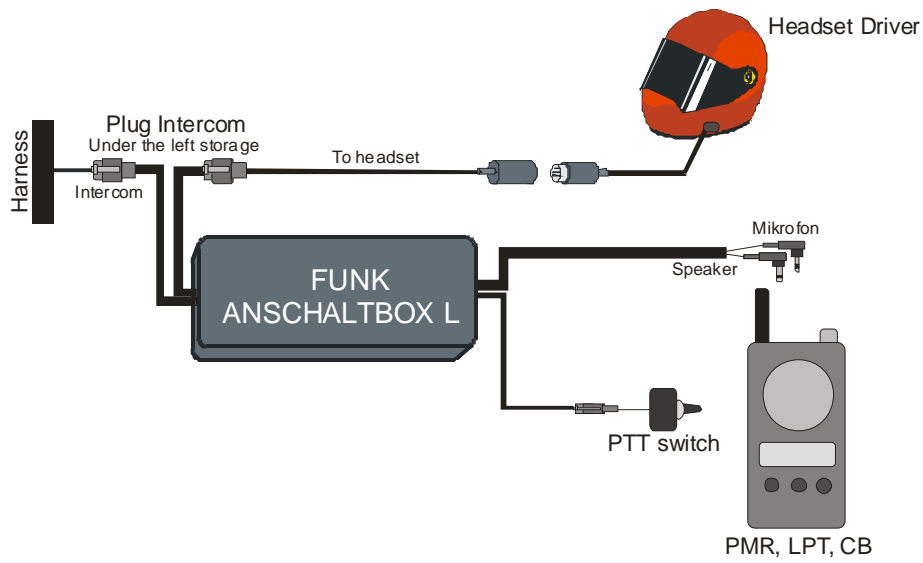 Headset Driver
Plug Intercom
Under the left storage
To headset
Harness
Intercom
Mikrofon
Speaker
FUNK
ANSCHALTBOX L
PTT switch
PMR, LPT, CB